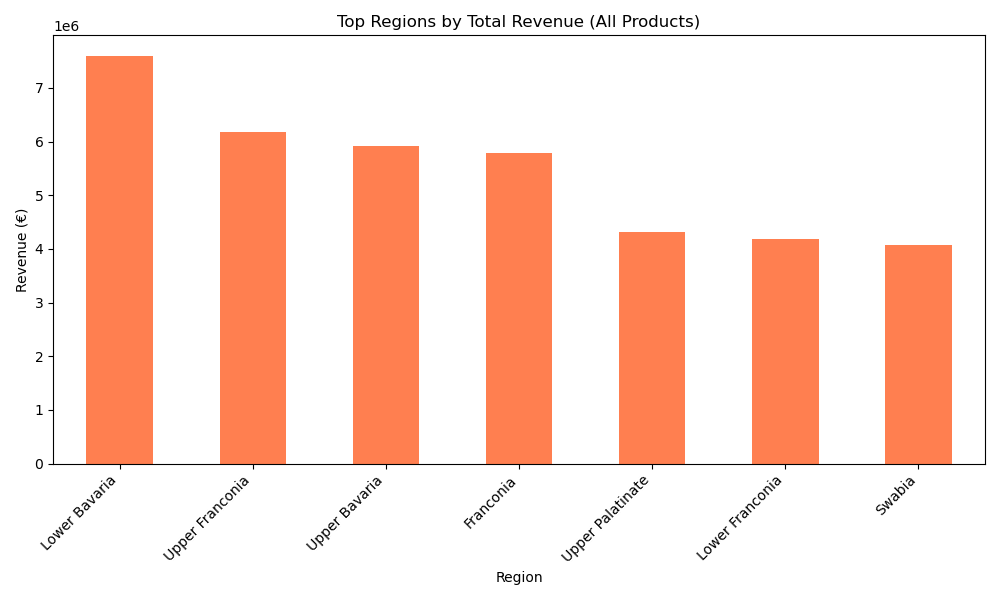 Top Regions by Total Revenue (All Products)
1e6
Revenue (€)
7
6
5
4
3
2
1
0
Lower Bavaria
Upper Franconia
Upper Bavaria
Franconia
Upper Palatinate
Lower Franconia
Swabia
Region